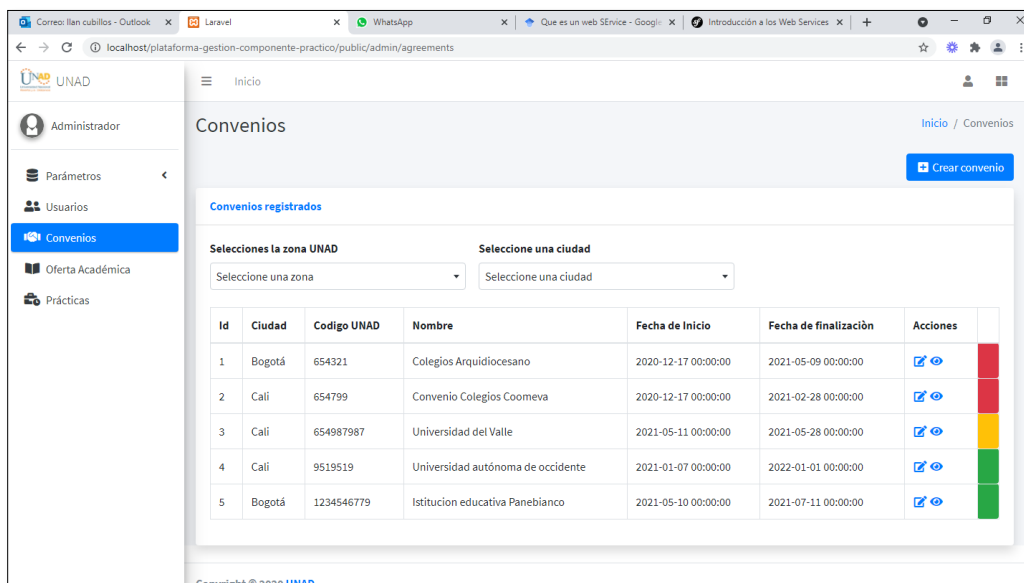 Correo: Ilan cubillos - Outlook
Laravel
WhatsApp
Que es un web SErvice - Google
Introducción a los Web Services
localhost/plataforma-gestion-componente-practico/public/admin/agreements
UNAD UNAD
Inicio
Administrador
Convenios
Inicio / Convenios
Parámetros
Crear convenio
Usuarios
Convenios registrados
Convenios
Selecciones la zona UNAD
Seleccione una ciudad
Oferta Académica
Seleccione una zona
Seleccione una ciudad
Prácticas
Id Ciudad Codigo UNAD Nombre Fecha de Inicio Fecha de finalizaciòn Acciones
1 Bogotá 654321 Colegios Arquidiocesano 2020-12-17 00:00:00 2021-05-09 00:00:00
2 Cali 654799 Convenio Colegios Coomeva 2020-12-17 00:00:00 2021-02-28 00:00:00
3 Cali 654987987 Universidad del Valle 2021-05-11 00:00:00 2021-05-28 00:00:00
4 Cali 9519519 Universidad autónoma de occidente 2021-01-07 00:00:00 2022-01-01 00:00:00
5 Bogotá 1234546779 Istitucion educativa Panebianco 2021-05-10 00:00:00 2021-07-11 00:00:00
Copyright © 2020 UNAD